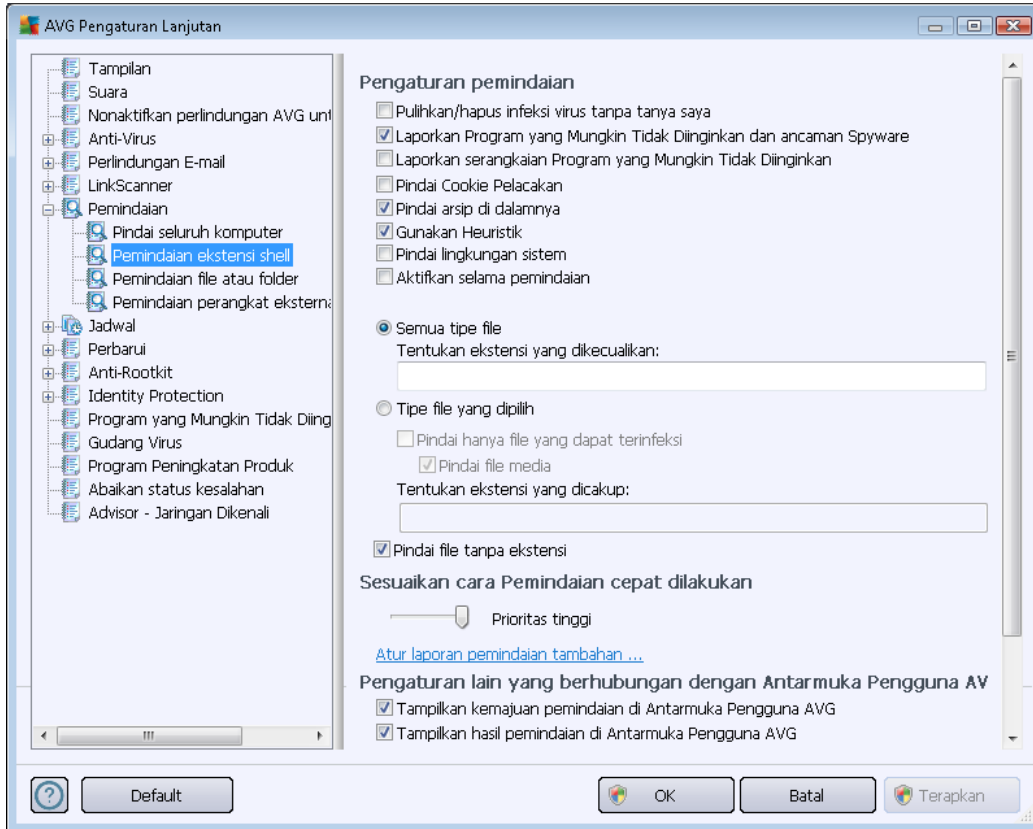 AVG Pengaturan Lanjutan
Tampilan
Suara
Nonaktifkan perlindungan AVG unt
Anti-Virus
Perlindungan E-mail
LinkScanner
Pemindaian
Pindai seluruh komputer
Pemindaian ekstensi shell
Pemindaian file atau folder
Pemindaian perangkat eksterna
Jadwal
Perbarui
Anti-Rootkit
Identity Protection
Program yang Mungkin Tidak Diing
Gudang Virus
Program Peningkatan Produk
Abaikan status kesalahan
Advisor - Jaringan Dikenali
Pengaturan pemindaian
Pulihkan/hapus infeksi virus tanpa tanya saya
Laporkan Program yang Mungkin Tidak Diinginkan dan ancaman Spyware
Laporkan serangkaian Program yang Mungkin Tidak Diinginkan
Pindai Cookie Pelacakan
Pindai arsip di dalamnya
Gunakan Heuristik
Pindai lingkungan sistem
Aktifkan selama pemindaian
Semua tipe file
Tentukan ekstensi yang dikecualikan:
Tipe file yang dipilih
Pindai hanya file yang dapat terinfeksi
Pindai file media
Tentukan ekstensi yang dicakup:
Pindai file tanpa ekstensi
Sesuaikan cara Pemindaian cepat dilakukan
Prioritas tinggi
Atur laporan pemindaian tambahan ...
Pengaturan lain yang berhubungan dengan Antarmuka Pengguna AV
Tampilkan kemajuan pemindaian di Antarmuka Pengguna AVG
Tampilkan hasil pemindaian di Antarmuka Pengguna AVG
Default
OK
Batal
Terapkan